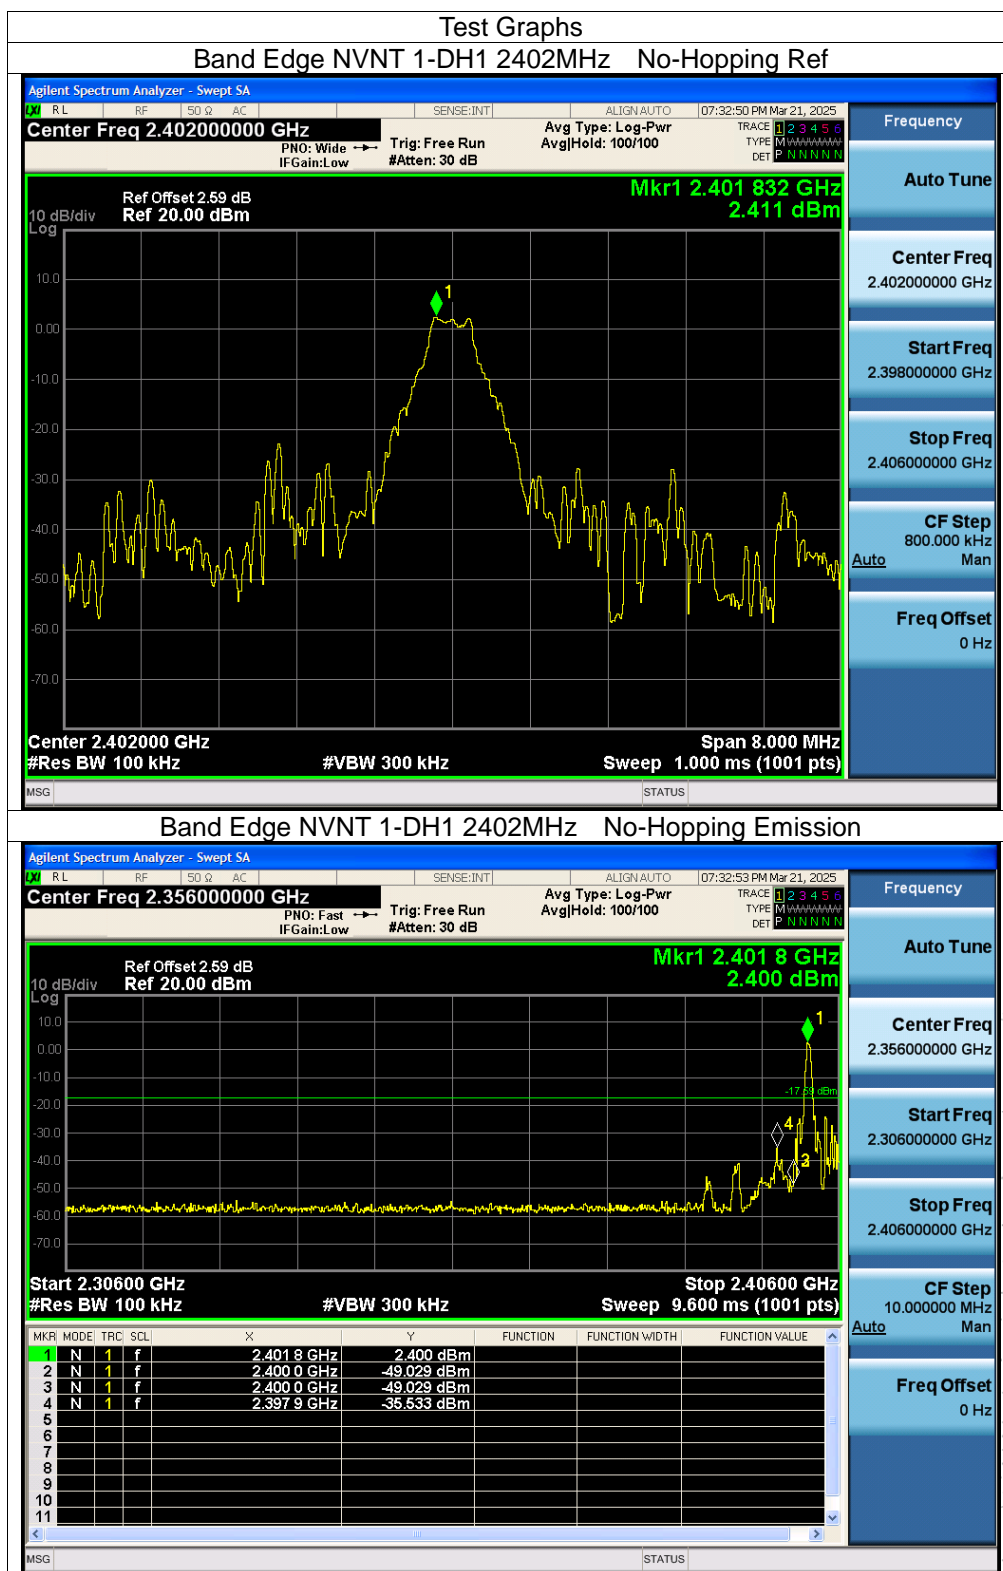 Test Graphs
Band Edge NVNT 1-DH1 2402MHz No-Hopping Ref
Agilent Spectrum Analyzer - Swept SA
LXI RL RF 50 Ω AC SENSE:INT ALIGN AUTO 07:32:50 PM Mar 21, 2025
Center Freq 2.402000000 GHz
PNO: Wide
IFGain:Low
Trig: Free Run
#Atten: 30 dB
Avg Type: Log-Pwr
Avg|Hold: 100/100
TRACE 1 2 3 4 5 6
TYPE M WWWWW
DET P N N N N N
Frequency
Ref Offset 2.59 dB
Ref 20.00 dBm
10 dB/div
Log
Mkr1 2.401 832 GHz
2.411 dBm
1
10.0
0.00
-10.0
-20.0
-30.0
-40.0
-50.0
-60.0
-70.0
Center 2.402000 GHz
#Res BW 100 kHz
#VBW 300 kHz
Span 8.000 MHz
Sweep 1.000 ms (1001 pts)
MSG
STATUS
Auto Tune
Center Freq
2.402000000 GHz
Start Freq
2.398000000 GHz
Stop Freq
2.406000000 GHz
CF Step
800.000 kHz
Auto Man
Freq Offset
0 Hz
Band Edge NVNT 1-DH1 2402MHz No-Hopping Emission
Agilent Spectrum Analyzer - Swept SA
LXI RL RF 50 Ω AC SENSE:INT ALIGN AUTO 07:32:53 PM Mar 21, 2025
Center Freq 2.356000000 GHz
PNO: Fast
IFGain:Low
Trig: Free Run
#Atten: 30 dB
Avg Type: Log-Pwr
Avg|Hold: 100/100
TRACE 1 2 3 4 5 6
TYPE M WWWWW
DET P N N N N N
Frequency
Ref Offset 2.59 dB
Ref 20.00 dBm
10 dB/div
Log
Mkr1 2.401 8 GHz
2.400 dBm
1
10.0
0.00
-10.0
-17.59 dBm
-20.0
4
-30.0
-40.0
-50.0
-60.0
-70.0
Start 2.30600 GHz
#Res BW 100 kHz
#VBW 300 kHz
Stop 2.40600 GHz
Sweep 9.600 ms (1001 pts)
MKR MODE TRC SCL X Y FUNCTION FUNCTION WIDTH FUNCTION VALUE
1 N 1 f 2.401 8 GHz 2.400 dBm
2 N 1 f 2.400 0 GHz -49.029 dBm
3 N 1 f 2.400 0 GHz -49.029 dBm
4 N 1 f 2.397 9 GHz -35.533 dBm
5
6
7
8
9
10
11
MSG
STATUS
Auto Tune
Center Freq
2.356000000 GHz
Start Freq
2.306000000 GHz
Stop Freq
2.406000000 GHz
CF Step
10.000000 MHz
Auto Man
Freq Offset
0 Hz